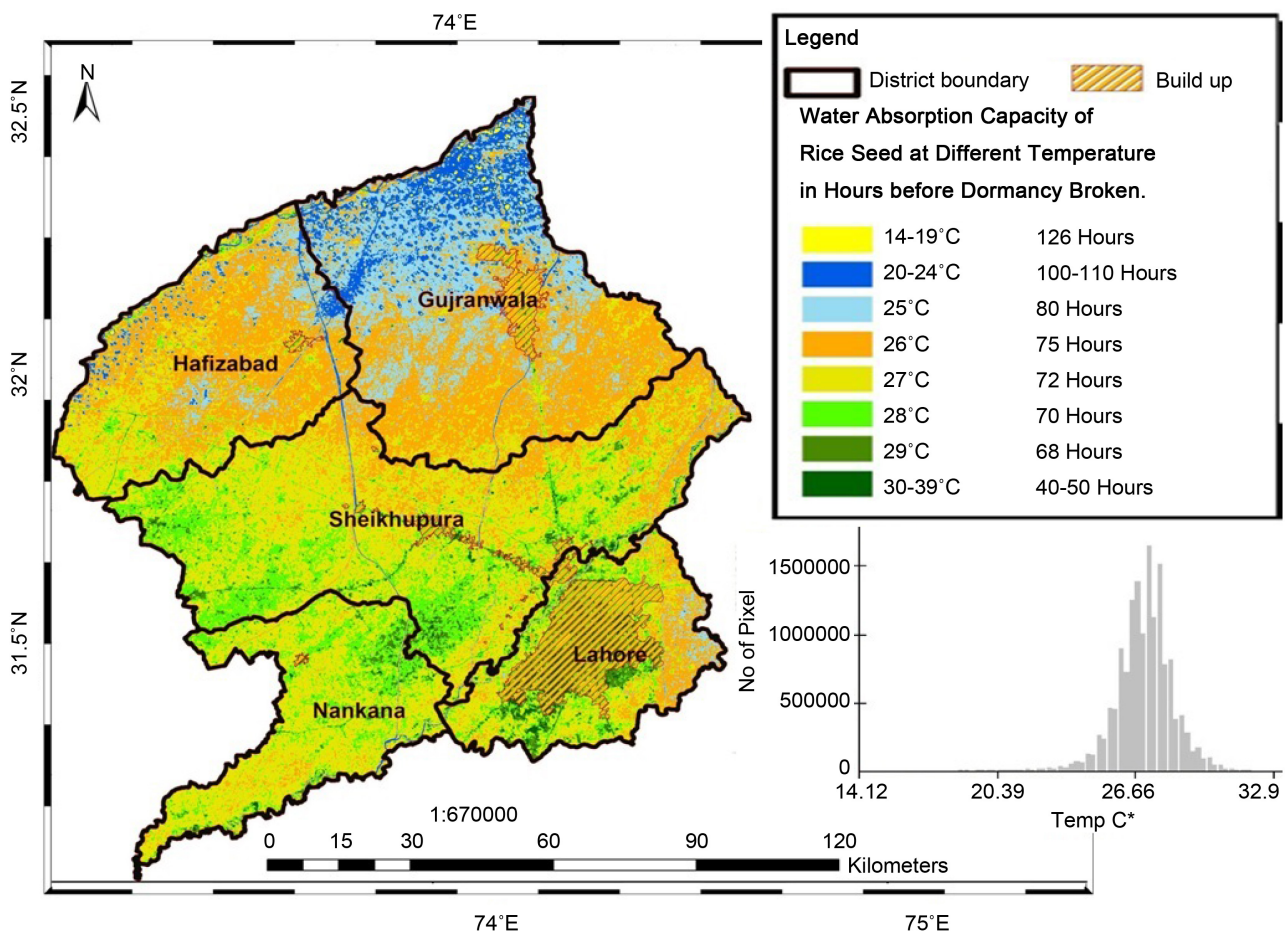 74˚E
N
32.5˚N
32˚N
31.5˚N
Gujranwala
Hafizabad
Sheikhupura
Lahore
Nankana
1:670000
0 15 30 60 90 120
Kilometers
74˚E 75˚E
Legend
District boundary Build up
Water Absorption Capacity of
Rice Seed at Different Temperature
in Hours before Dormancy Broken.
14-19˚C 126 Hours
20-24˚C 100-110 Hours
25˚C 80 Hours
26˚C 75 Hours
27˚C 72 Hours
28˚C 70 Hours
29˚C 68 Hours
30-39˚C 40-50 Hours
No of Pixel
1500000
1000000
500000
0
14.12 20.39 26.66 32.9
Temp C*